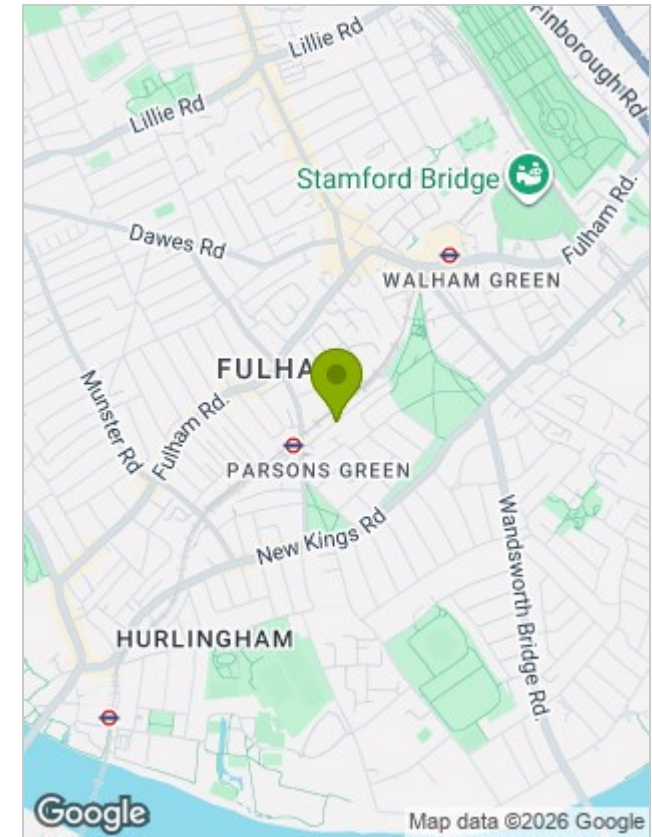 Lillie Rd
Finborough Rd
Lillie Rd
Stamford Bridge
Dawes Rd
Fulham Rd.
WALHAM GREEN
FULHA
Munster Rd
Fulham Rd.
PARSONS GREEN
New Kings Rd
Wandsworth Bridge Rd.
HURLINGHAM
Google
Map data ©2026 Google